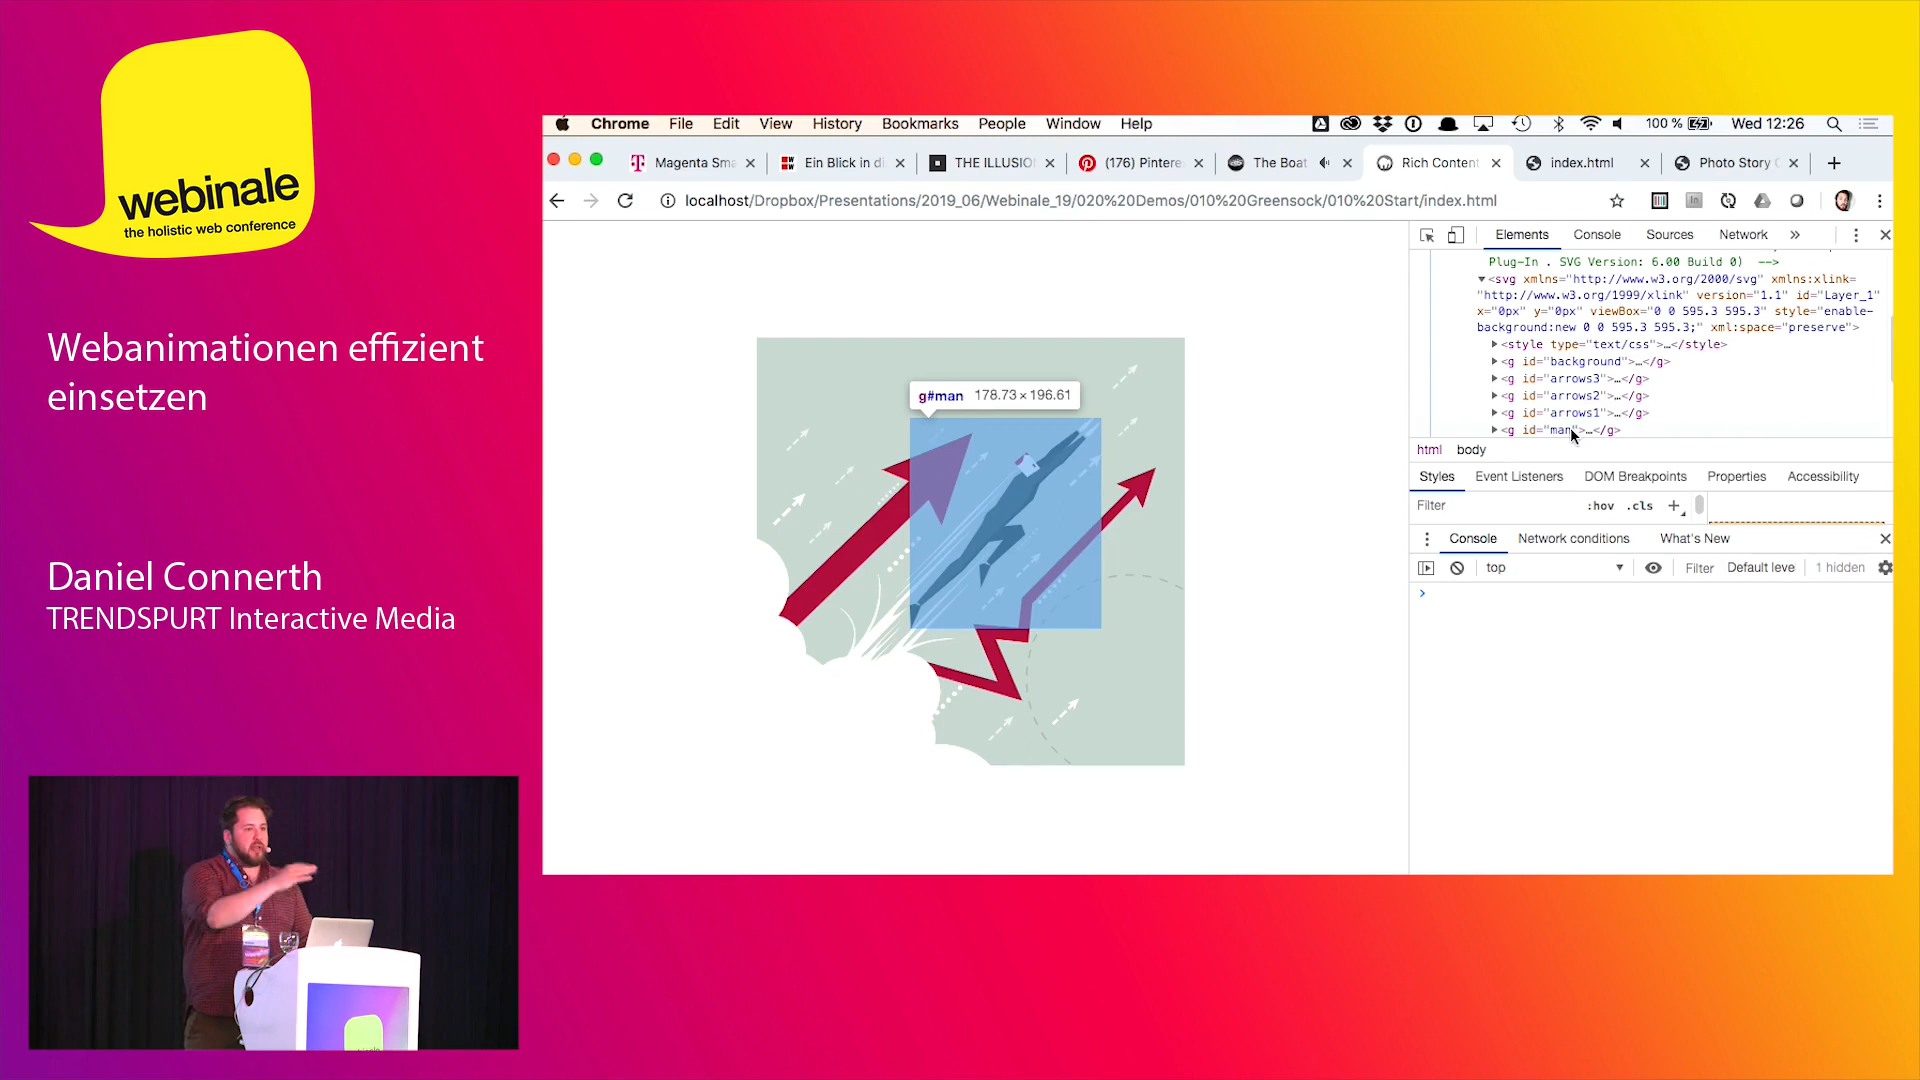 webinale
the holistic web conference
Webanimationen effizient
einsetzen
Daniel Connerth
TRENDSPURT Interactive Media
Chrome File Edit View History Bookmarks People Window Help 100 % Wed 12:26
Magenta Sma Ein Blick in di THE ILLUSIO (176) Pintere The Boat Rich Content index.html Photo Story
localhost/Dropbox/Presentations/2019_06/Webinale_19/020%20Demos/010%20Greensock/010%20Start/index.html
Elements Console Sources Network »
Plug-In . SVG Version: 6.00 Build 0) -->
<svg xmlns="http://www.w3.org/2000/svg" xmlns:xlink=
"http://www.w3.org/1999/xlink" version="1.1" id="Layer_1"
x="0px" y="0px" viewBox="0 0 595.3 595.3" style="enable-
background:new 0 0 595.3 595.3;" xml:space="preserve">
<style type="text/css">…</style>
<g id="background">…</g>
<g id="arrows3">…</g>
<g id="arrows2">…</g>
<g id="arrows1">…</g>
<g id="man">…</g>
g#man 178.73 × 196.61
html body
Styles Event Listeners DOM Breakpoints Properties Accessibility
Filter :hov .cls +
Console Network conditions What's New
top Filter Default leve 1 hidden